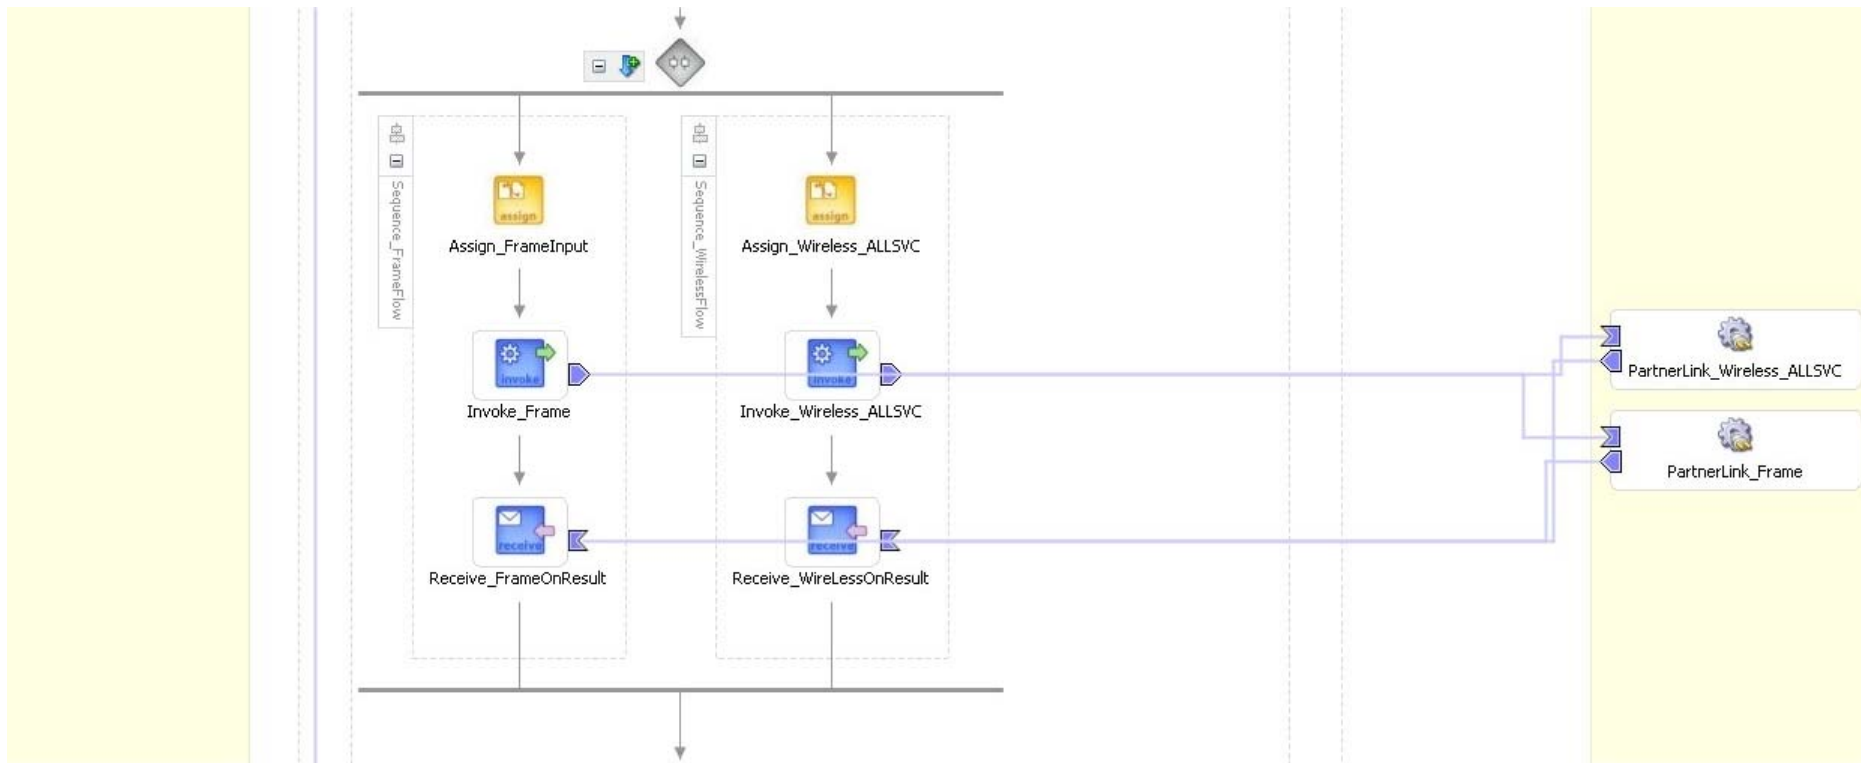 Sequence_FrameFlow
assign
Assign_FrameInput
invoke
Invoke_Frame
receive
Receive_FrameOnResult
Sequence_WirelessFlow
assign
Assign_Wireless_ALLSVC
invoke
Invoke_Wireless_ALLSVC
receive
Receive_WireLessOnResult
PartnerLink_Wireless_ALLSVC
PartnerLink_Frame